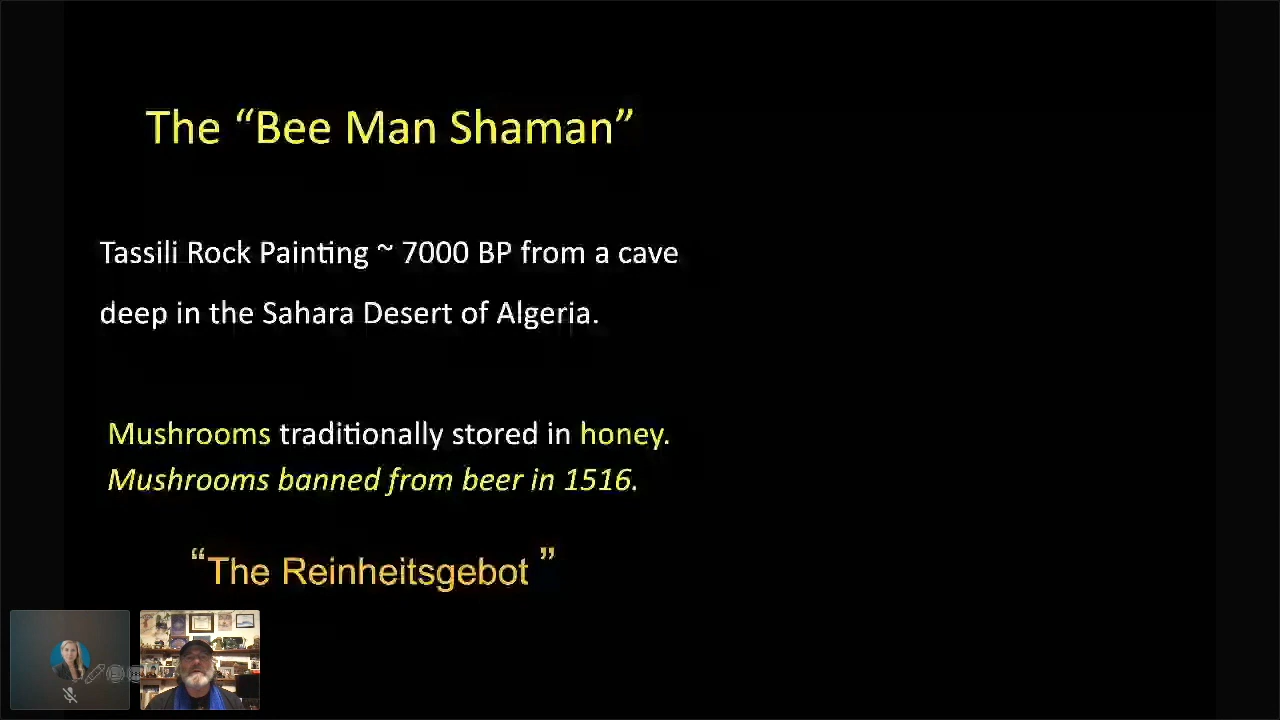 The “Bee Man Shaman”
Tassili Rock Painting ~ 7000 BP from a cave
deep in the Sahara Desert of Algeria.
Mushrooms traditionally stored in honey.
Mushrooms banned from beer in 1516.
“The Reinheitsgebot ”